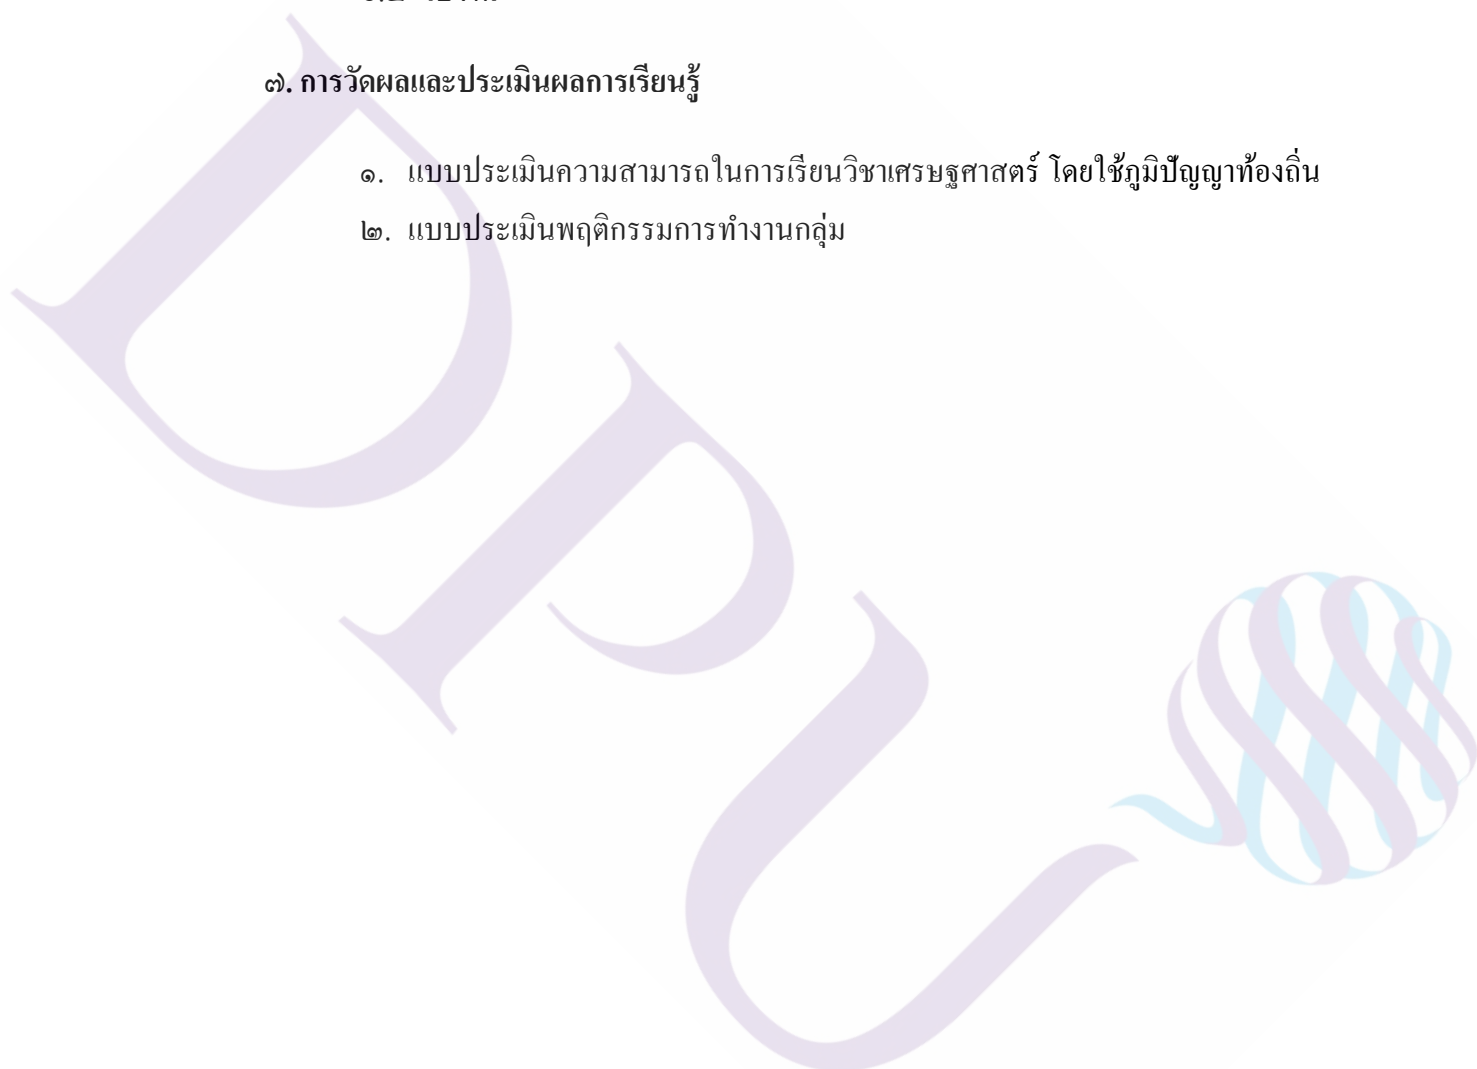 ๗. การวัดผลและประเมินผลการเรียนรู้
๑. แบบประเมินความสามารถในการเรียนวิชาเศรษฐศาสตร์ โดยใช้ภูมิปัญญาท้องถิ่น
๒. แบบประเมินพฤติกรรมการทำงานกลุ่ม
DPU